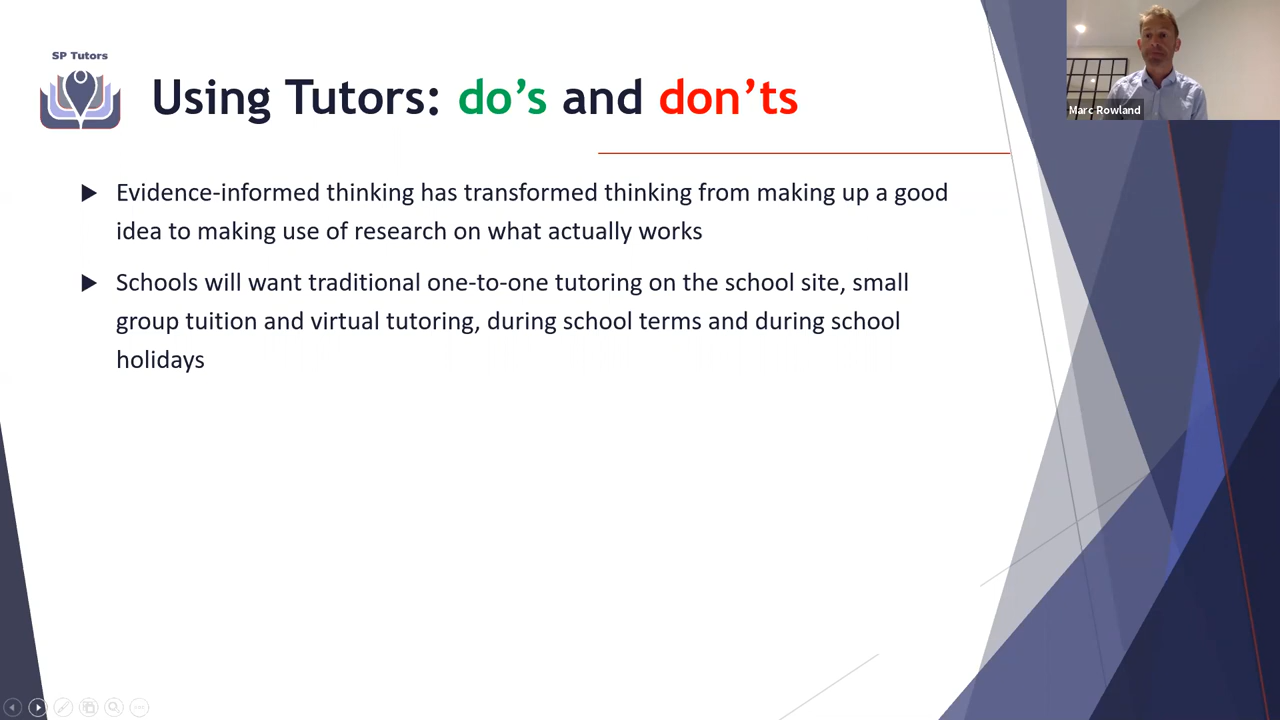 SP Tutors
Using Tutors: do’s and don’ts
Marc Rowland
Evidence-informed thinking has transformed thinking from making up a good
idea to making use of research on what actually works
Schools will want traditional one-to-one tutoring on the school site, small
group tuition and virtual tutoring, during school terms and during school
holidays